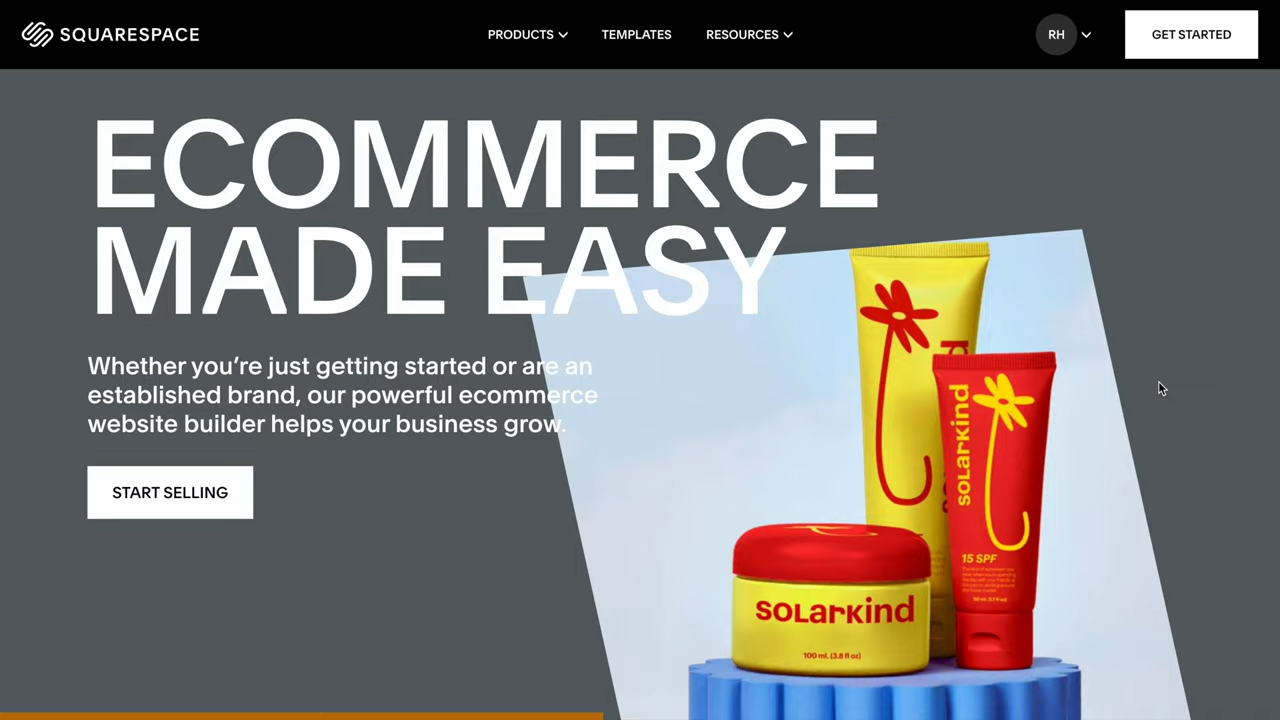 SQUARESPACE
PRODUCTS
TEMPLATES
RESOURCES
RH
GET STARTED
ECOMMERCE
MADE EASY
Whether you’re just getting started or are an
established brand, our powerful ecommerce
website builder helps your business grow.
START SELLING
solarkind
15 SPF
solarkind
100 ml. (3.8 fl oz)